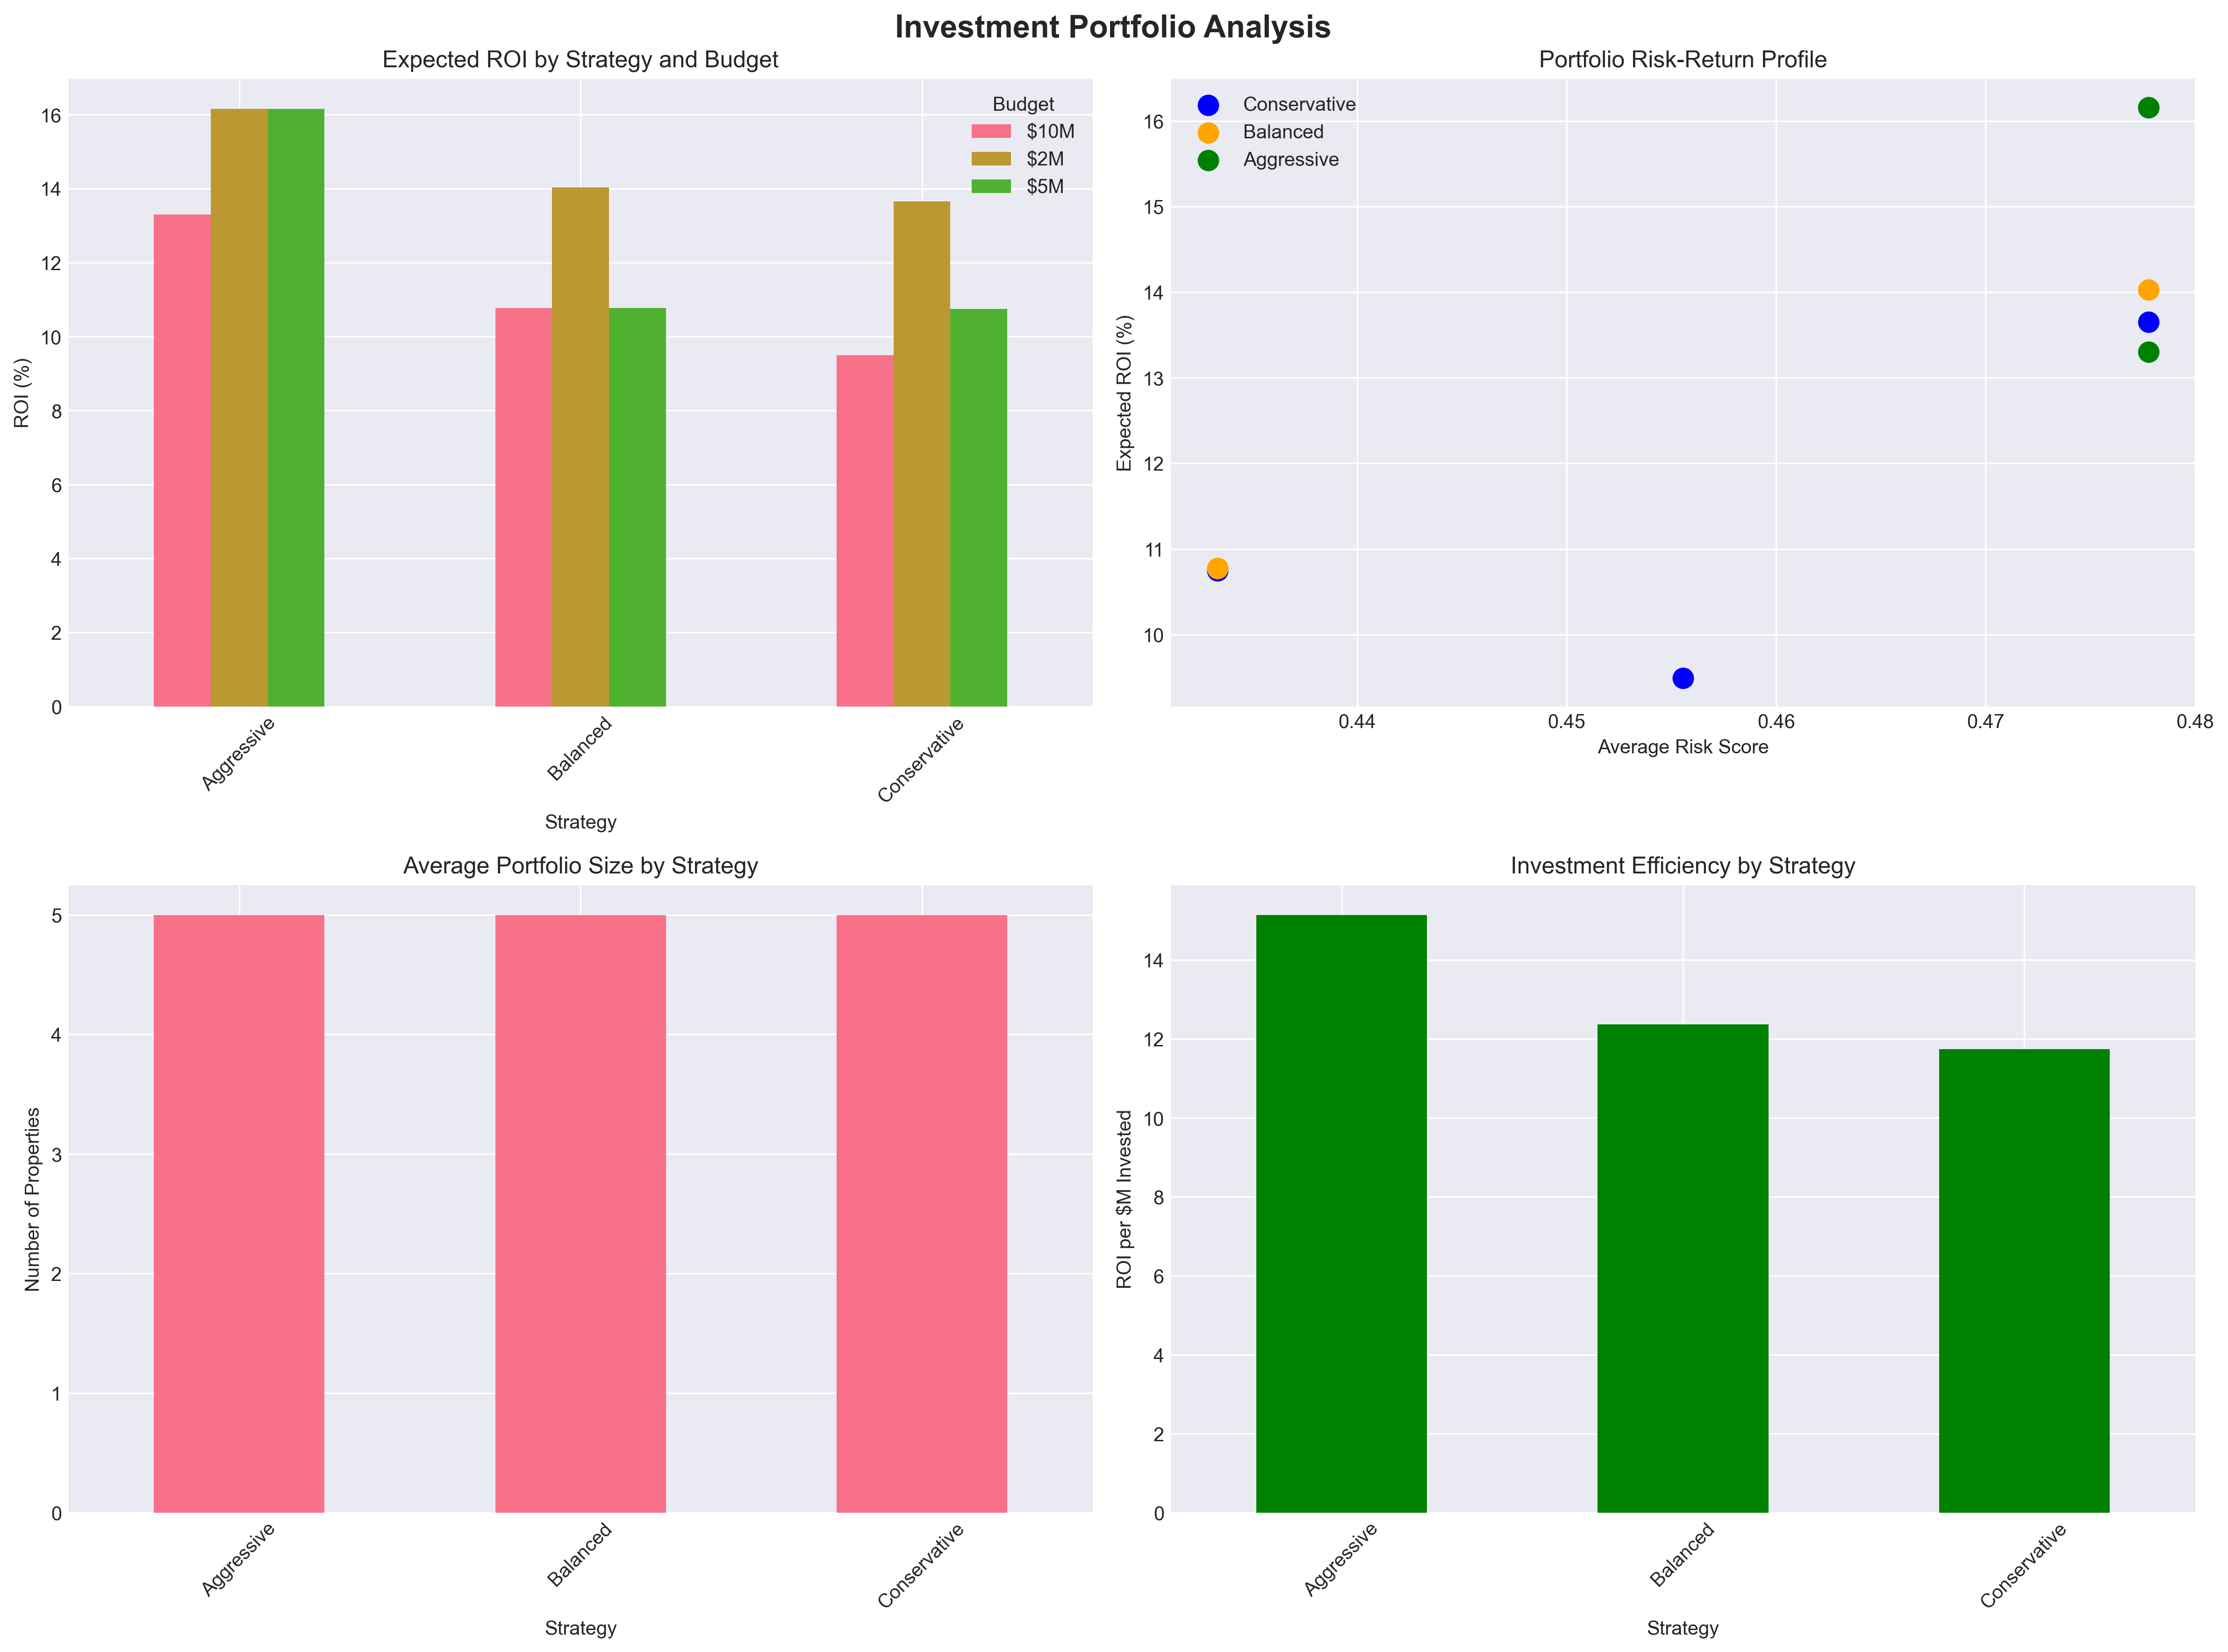 Investment Portfolio Analysis
Expected ROI by Strategy and Budget
ROI (%)
16
14
12
10
8
6
4
2
0
Budget
$10M
$2M
$5M
Aggressive
Balanced
Conservative
Strategy
Portfolio Risk-Return Profile
Expected ROI (%)
16
15
14
13
12
11
10
Conservative
Balanced
Aggressive
0.44
0.45
0.46
0.47
0.48
Average Risk Score
Average Portfolio Size by Strategy
Number of Properties
5
4
3
2
1
0
Aggressive
Balanced
Conservative
Strategy
Investment Efficiency by Strategy
ROI per $M Invested
14
12
10
8
6
4
2
0
Aggressive
Balanced
Conservative
Strategy